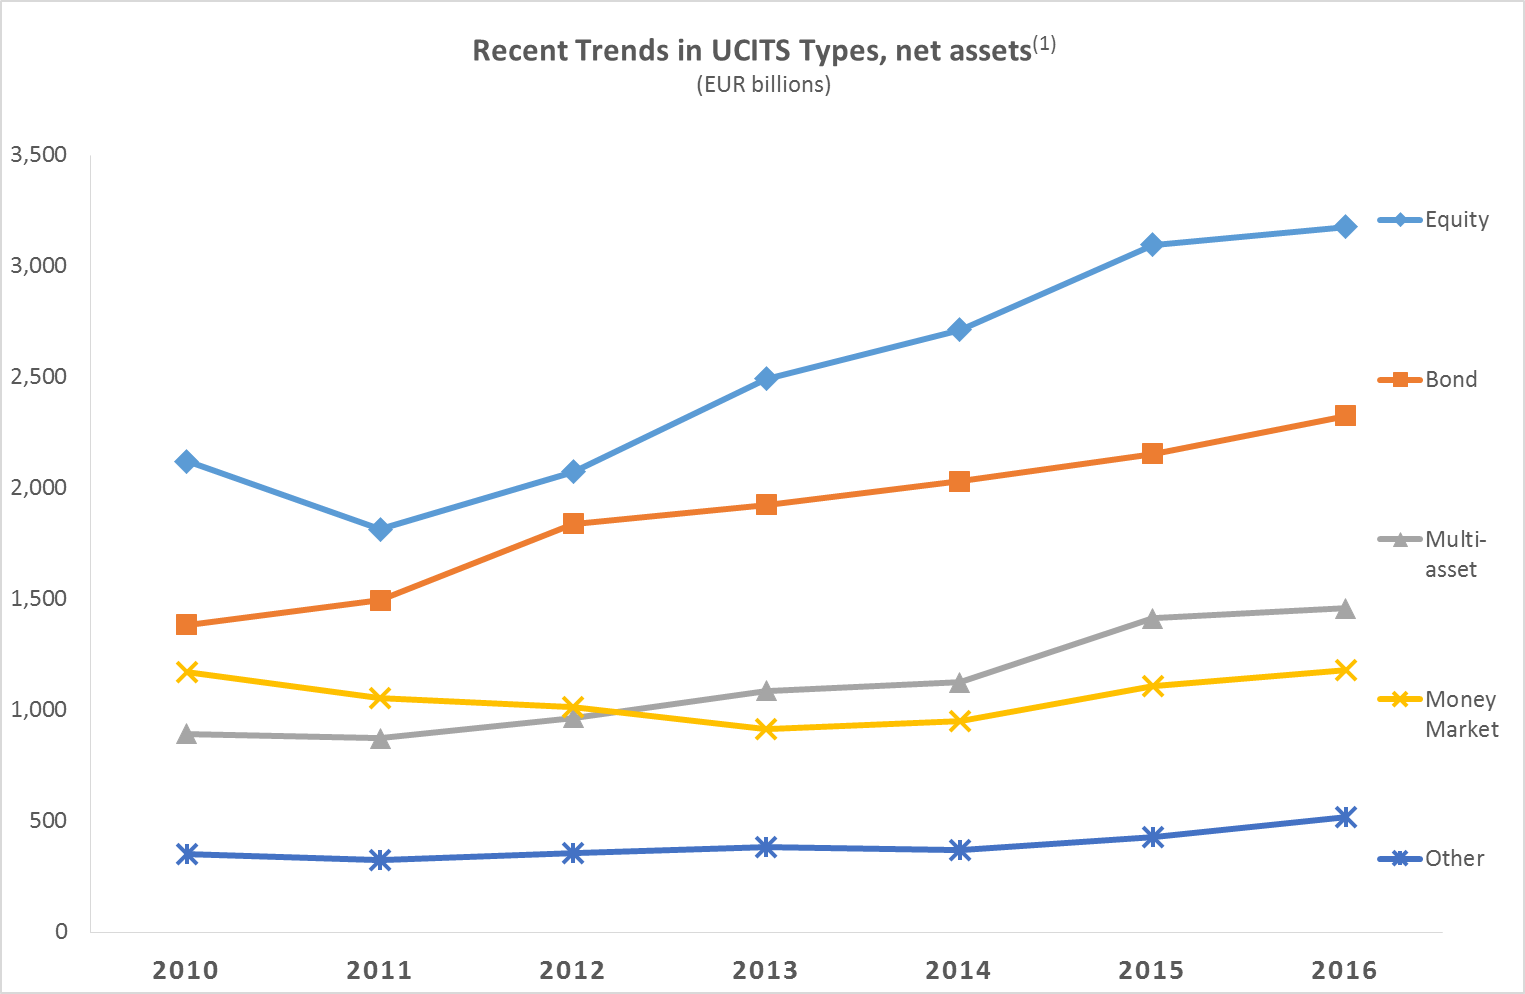 Recent Trends in UCITS Types, net assets(1)
(EUR billions)
3,500
3,000
2,500
2,000
1,500
1,000
500
0
2010 2011 2012 2013 2014 2015 2016
Equity
Bond
Multi-
asset
Money
Market
Other